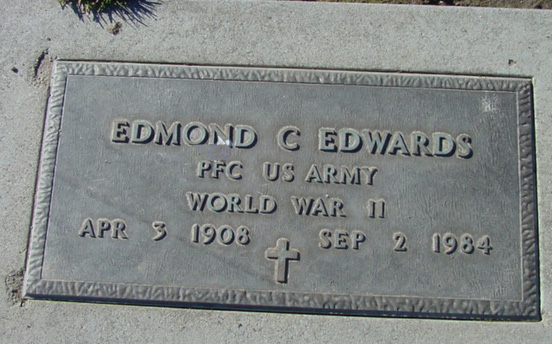 EDMOND C EDWARDS
PFC US ARMY
WORLD WAR II
APR 3 1908 SEP 2 1984